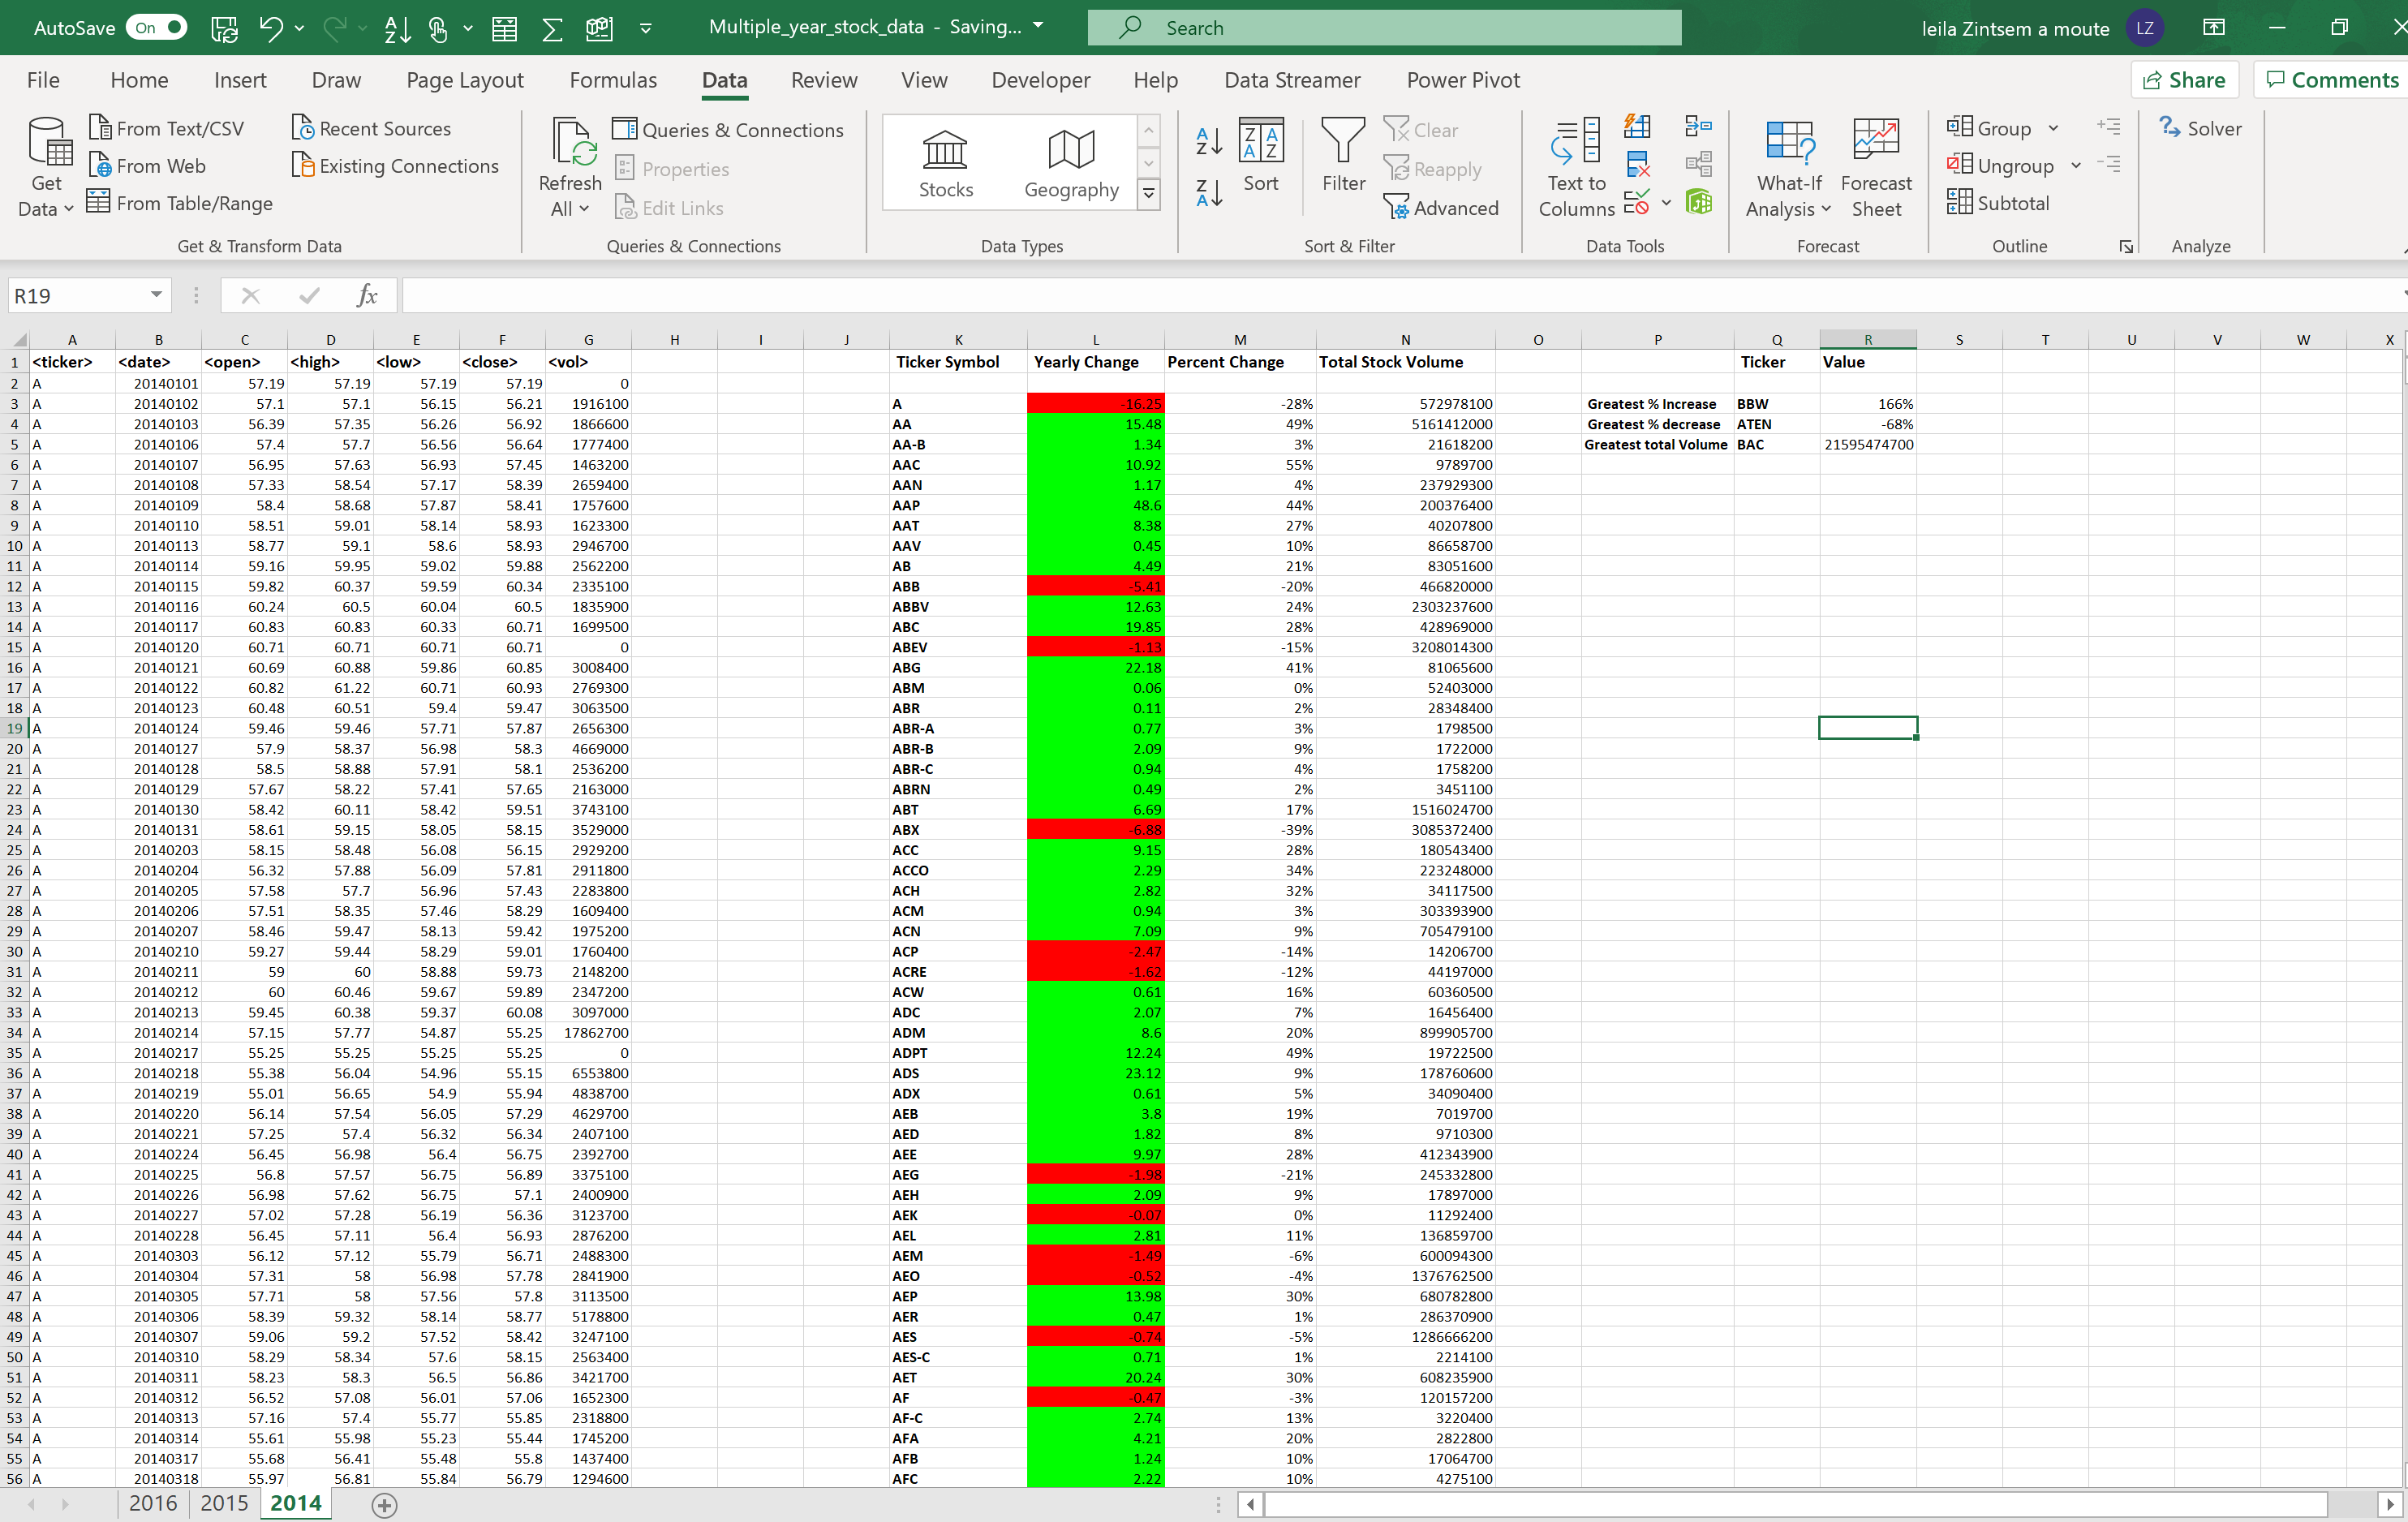 AutoSave On Multiple_year_stock_data - Saving... Search leila Zintsem a moute LZ
File Home Insert Draw Page Layout Formulas Data Review View Developer Help Data Streamer Power Pivot Share Comments
Get Data From Text/CSV From Web From Table/Range Recent Sources Existing Connections
Refresh All Queries & Connections Properties Edit Links
Stocks Geography
Sort Filter Clear Reapply Advanced
Text to Columns
What-If Analysis Forecast Sheet
Group Ungroup Subtotal
Solver
Get & Transform Data Queries & Connections Data Types Sort & Filter Data Tools Forecast Outline Analyze
R19 fx
A B C D E F G H I J K L M N O P Q R S T U V W X
1 <ticker> <date> <open> <high> <low> <close> <vol> Ticker Symbol Yearly Change Percent Change Total Stock Volume Ticker Value
2 A 20140101 57.19 57.19 57.19 57.19 0
3 A 20140102 57.1 57.1 56.15 56.21 1916100 A -16.25 -28% 572978100 Greatest % Increase BBW 166%
4 A 20140103 56.39 57.35 56.26 56.92 1866600 AA 15.48 49% 5161412000 Greatest % decrease ATEN -68%
5 A 20140106 57.4 57.7 56.56 56.64 1777400 AA-B 1.34 3% 21618200 Greatest total Volume BAC 21595474700
6 A 20140107 56.95 57.63 56.93 57.45 1463200 AAC 10.92 55% 9789700
7 A 20140108 57.33 58.54 57.17 58.39 2659400 AAN 1.17 4% 237929300
8 A 20140109 58.4 58.68 57.87 58.41 1757600 AAP 48.6 44% 200376400
9 A 20140110 58.51 59.01 58.14 58.93 1623300 AAT 8.38 27% 40207800
10 A 20140113 58.77 59.1 58.6 58.93 2946700 AAV 0.45 10% 86658700
11 A 20140114 59.16 59.95 59.02 59.88 2562200 AB 4.49 21% 83051600
12 A 20140115 59.82 60.37 59.59 60.34 2335100 ABB -5.41 -20% 466820000
13 A 20140116 60.24 60.5 60.04 60.5 1835900 ABBV 12.63 24% 2303237600
14 A 20140117 60.83 60.83 60.33 60.71 1699500 ABC 19.85 28% 428969000
15 A 20140120 60.71 60.71 60.71 60.71 0 ABEV -1.13 -15% 3208014300
16 A 20140121 60.69 60.88 59.86 60.85 3008400 ABG 22.18 41% 81065600
17 A 20140122 60.82 61.22 60.71 60.93 2769300 ABM 0.06 0% 52403000
18 A 20140123 60.48 60.51 59.4 59.47 3063500 ABR 0.11 2% 28348400
19 A 20140124 59.46 59.46 57.71 57.87 2656300 ABR-A 0.77 3% 1798500
20 A 20140127 57.9 58.37 56.98 58.3 4669000 ABR-B 2.09 9% 1722000
21 A 20140128 58.5 58.88 57.91 58.1 2536200 ABR-C 0.94 4% 1758200
22 A 20140129 57.67 58.22 57.41 57.65 2163000 ABRN 0.49 2% 3451100
23 A 20140130 58.42 60.11 58.42 59.51 3743100 ABT 6.69 17% 1516024700
24 A 20140131 58.61 59.15 58.05 58.15 3529000 ABX -6.88 -39% 3085372400
25 A 20140203 58.15 58.48 56.08 56.15 2929200 ACC 9.15 28% 180543400
26 A 20140204 56.32 57.88 56.09 57.81 2911800 ACCO 2.29 34% 223248000
27 A 20140205 57.58 57.7 56.96 57.43 2283800 ACH 2.82 32% 34117500
28 A 20140206 57.51 58.35 57.46 58.29 1609400 ACM 0.94 3% 303393900
29 A 20140207 58.46 59.47 58.13 59.42 1975200 ACN 7.09 9% 705479100
30 A 20140210 59.27 59.44 58.29 59.01 1760400 ACP -2.47 -14% 14206700
31 A 20140211 59 60 58.88 59.73 2148200 ACRE -1.62 -12% 44197000
32 A 20140212 60 60.46 59.67 59.89 2347200 ACW 0.61 16% 60360500
33 A 20140213 59.45 60.38 59.37 60.08 3097000 ADC 2.07 7% 16456400
34 A 20140214 57.15 57.77 54.87 55.25 17862700 ADM 8.6 20% 899905700
35 A 20140217 55.25 55.25 55.25 55.25 0 ADPT 12.24 49% 19722500
36 A 20140218 55.38 56.04 54.96 55.15 6553800 ADS 23.12 9% 178760600
37 A 20140219 55.01 56.65 54.9 55.94 4838700 ADX 0.61 5% 34090400
38 A 20140220 56.14 57.54 56.05 57.29 4629700 AEB 3.8 19% 7019700
39 A 20140221 57.25 57.4 56.32 56.34 2407100 AED 1.82 8% 9710300
40 A 20140224 56.45 56.98 56.4 56.75 2392700 AEE 9.97 28% 412343900
41 A 20140225 56.8 57.57 56.75 56.89 3375100 AEG -1.98 -21% 245332800
42 A 20140226 56.98 57.62 56.75 57.1 2400900 AEH 2.09 9% 17897000
43 A 20140227 57.02 57.28 56.19 56.36 3123700 AEK -0.07 0% 11292400
44 A 20140228 56.45 57.11 56.4 56.93 2876200 AEL 2.81 11% 136859700
45 A 20140303 56.12 57.12 55.79 56.71 2488300 AEM -1.49 -6% 600094300
46 A 20140304 57.31 58 56.98 57.78 2841900 AEO -0.52 -4% 1376762500
47 A 20140305 57.71 58 57.56 57.8 3113500 AEP 13.98 30% 680782800
48 A 20140306 58.39 59.32 58.14 58.77 5178800 AER 0.47 1% 286370900
49 A 20140307 59.06 59.2 57.52 58.42 3247100 AES -0.74 -5% 1286666200
50 A 20140310 58.29 58.34 57.6 58.15 2563400 AES-C 0.71 1% 2214100
51 A 20140311 58.23 58.3 56.5 56.86 3421700 AET 20.24 30% 608235900
52 A 20140312 56.52 57.08 56.01 57.06 1652300 AF -0.47 -3% 120157200
53 A 20140313 57.16 57.4 55.77 55.85 2318800 AF-C 2.74 13% 3220400
54 A 20140314 55.61 55.98 55.23 55.44 1745200 AFA 4.21 20% 2822800
55 A 20140317 55.68 56.41 55.48 55.8 1437400 AFB 1.24 10% 17064700
56 A 20140318 55.97 56.81 55.84 56.79 1294600 AFC 2.22 10% 4275100
2016 2015 2014